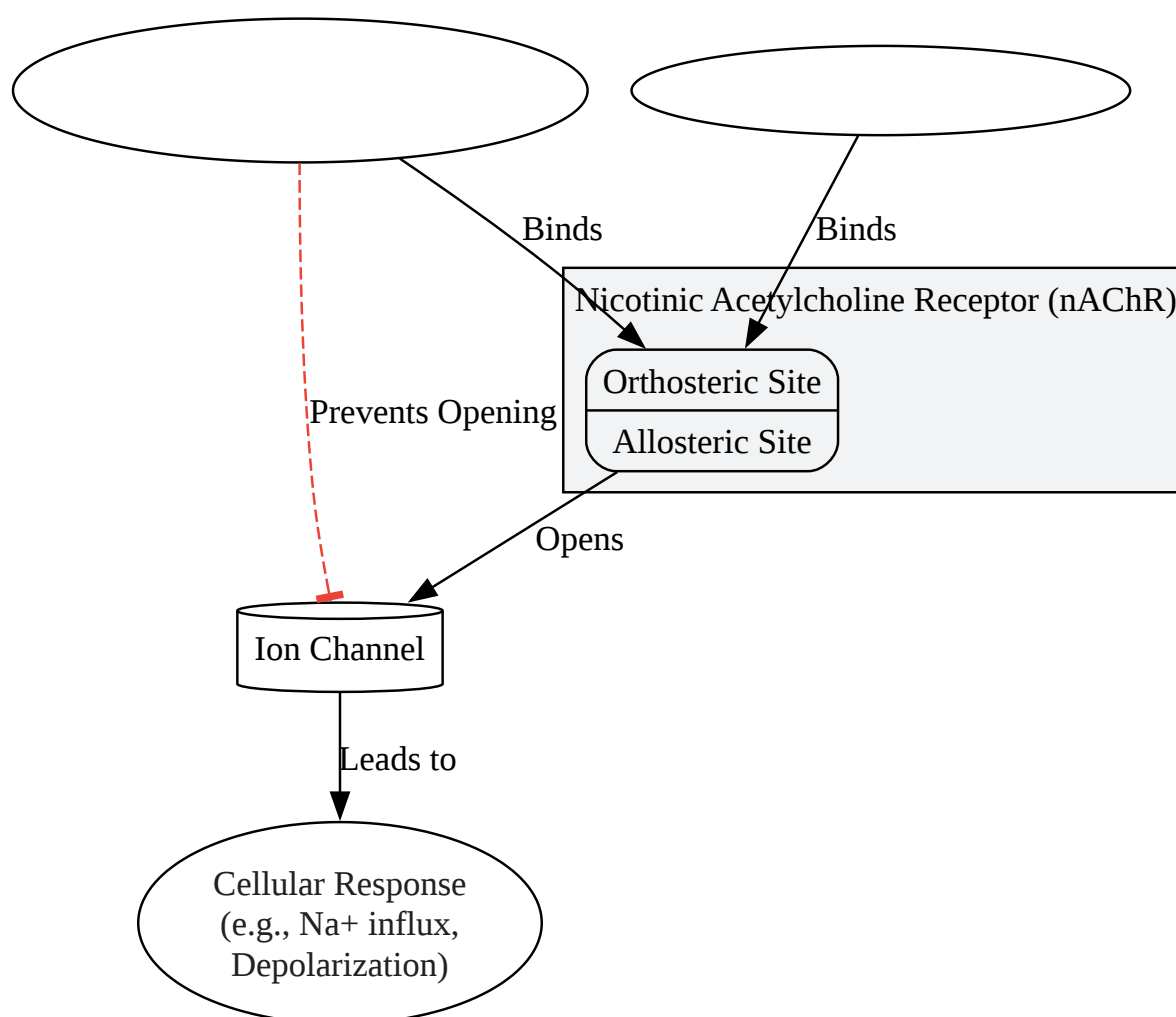 Binds
Binds
Nicotinic Acetylcholine Receptor (nAChR)
Orthosteric Site
Prevents Opening
Allosteric Site
Opens
Ion Channel
Leads to
Cellular Response
(e.g., Na+ influx,
Depolarization)